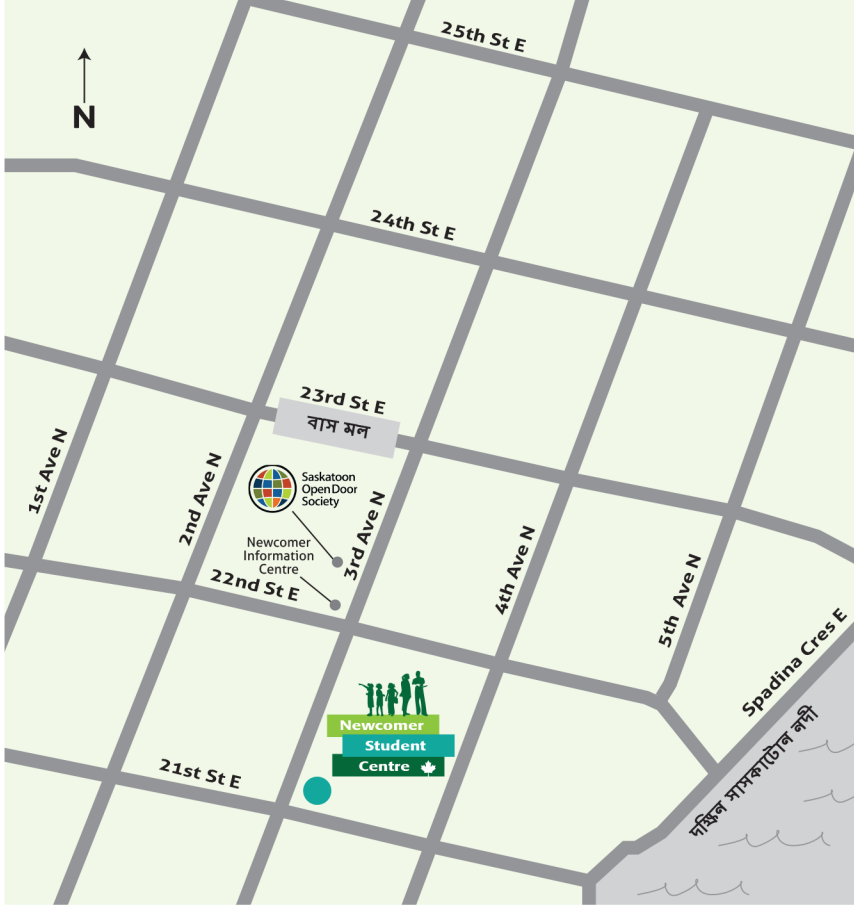 25th St E
N
24th St E
23rd St E
বাস মল
1st Ave N
2nd Ave N
Saskatoon
Open Door
Society
3rd Ave N
Newcomer
Information
Centre
22nd St E
4th Ave N
5th Ave N
Spadina Cres E
দক্ষিন সাসকাটোন নদী
Newcomer
Student
Centre
21st St E